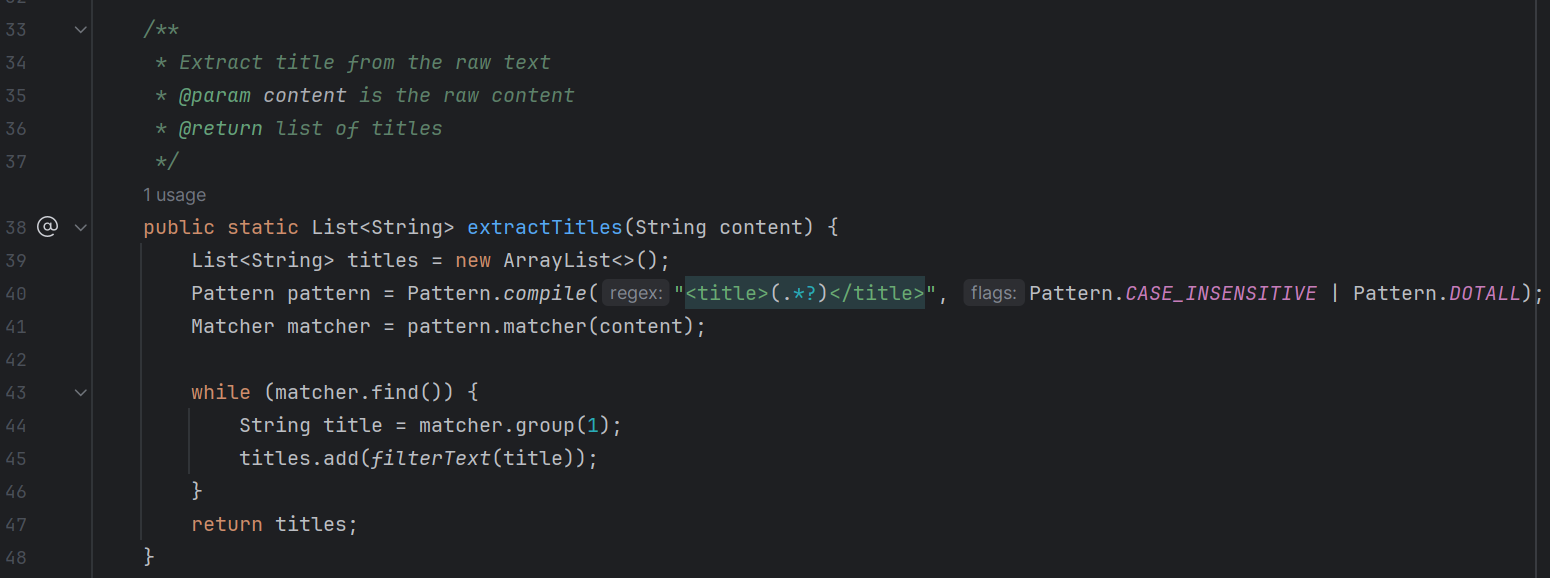 33 /**
34 * Extract title from the raw text
35 * @param content is the raw content
36 * @return list of titles
37 */
1 usage
38 @ public static List<String> extractTitles(String content) {
39 List<String> titles = new ArrayList<>();
40 Pattern pattern = Pattern.compile( regex: "<title>(.*?)</title>", flags: Pattern.CASE_INSENSITIVE | Pattern.DOTALL);
41 Matcher matcher = pattern.matcher(content);
42
43 while (matcher.find()) {
44 String title = matcher.group(1);
45 titles.add(filterText(title));
46 }
47 return titles;
48 }